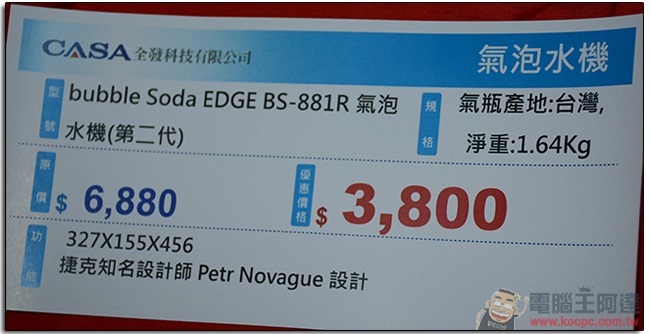 CASA 全發科技有限公司
氣泡水機
型號
bubble Soda EDGE BS-881R 氣泡
水機(第二代)
規格
氣瓶產地:台灣,
淨重:1.64Kg
原價
$ 6,880
優惠價格
$ 3,800
功能
327X155X456
捷克知名設計師 Petr Novague 設計
電腦王阿達
http://www.kocpc.com.tw